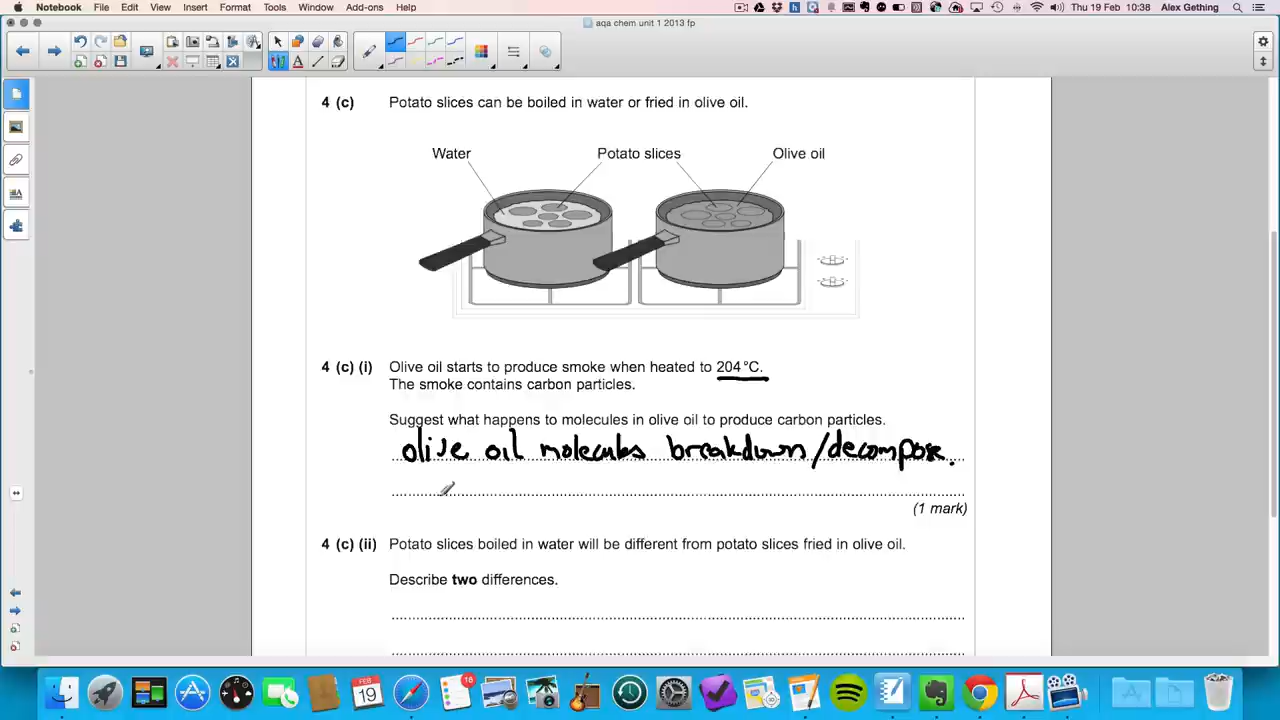 Notebook File Edit View Insert Format Tools Window Add-ons Help Thu 19 Feb 10:38 Alex Gething
aqa chem unit 1 2013 fp
4 (c) Potato slices can be boiled in water or fried in olive oil.
Water Potato slices Olive oil
4 (c) (i) Olive oil starts to produce smoke when heated to 204 °C.
The smoke contains carbon particles.
Suggest what happens to molecules in olive oil to produce carbon particles.
olive oil molecules breakdown/decompose.
(1 mark)
4 (c) (ii) Potato slices boiled in water will be different from potato slices fried in olive oil.
Describe two differences.
FEB
19
18